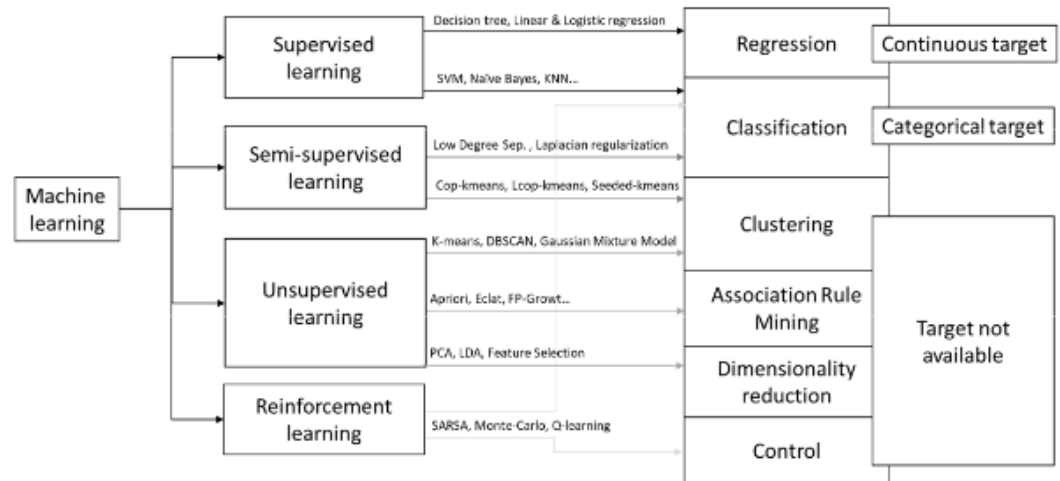 Machine
learning
Supervised
learning
Semi-supervised
learning
Unsupervised
learning
Reinforcement
learning
Decision tree, Linear & Logistic regression
SVM, Naïve Bayes, KNN...
Low Degree Sep. , Laplacian regularization
Cop-kmeans, Lcop-kmeans, Seeded-kmeans
K-means, DBSCAN, Gaussian Mixture Model
Apriori, Eclat, FP-Growt...
PCA, LDA, Feature Selection
SARSA, Monte-Carlo, Q-learning
Regression
Classification
Clustering
Association Rule
Mining
Dimensionality
reduction
Control
Continuous target
Categorical target
Target not
available